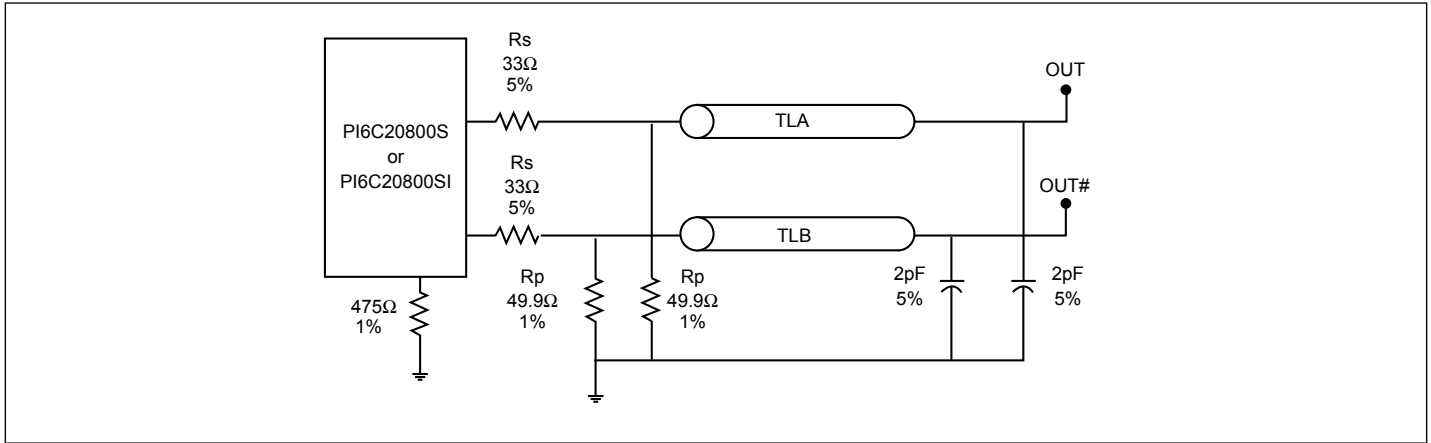 PI6C20800S
or
PI6C20800SI
Rs
33Ω
5%
Rs
33Ω
5%
TLA
TLB
OUT
OUT#
475Ω
1%
Rp
49.9Ω
1%
Rp
49.9Ω
1%
2pF
5%
2pF
5%